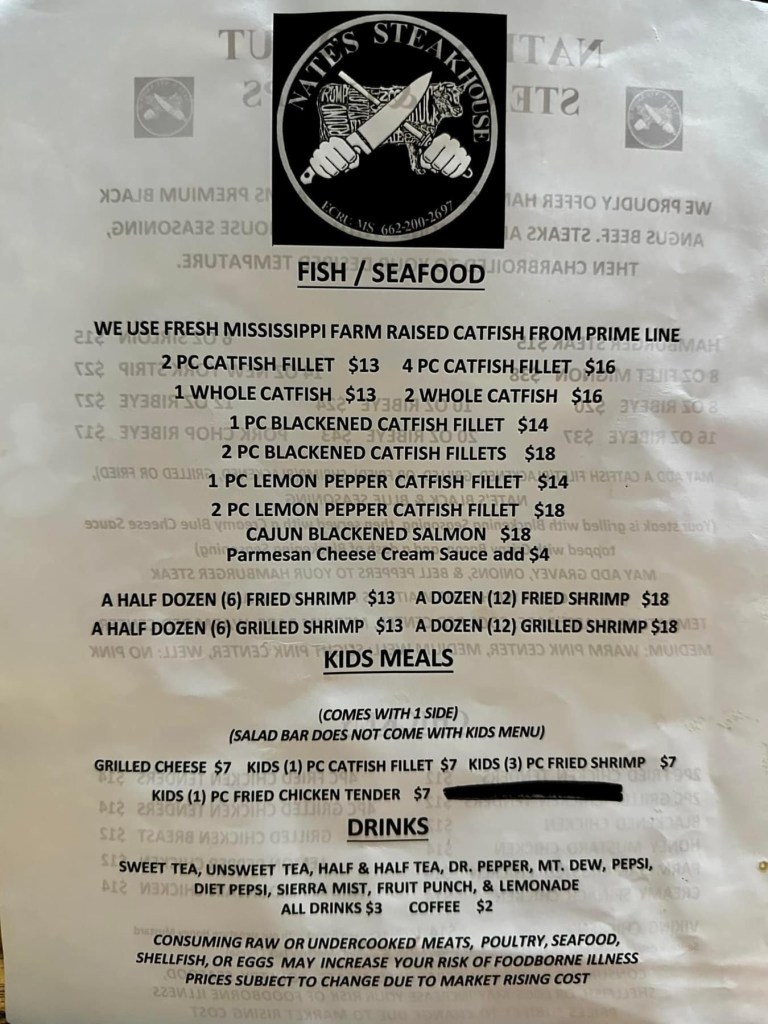 NATE'S STEAKHOUSE
ROUND RUMP
ECRU, MS 662-200-2697
FISH / SEAFOOD
WE USE FRESH MISSISSIPPI FARM RAISED CATFISH FROM PRIME LINE
2 PC CATFISH FILLET $13 4 PC CATFISH FILLET $16
1 WHOLE CATFISH $13 2 WHOLE CATFISH $16
1 PC BLACKENED CATFISH FILLET $14
2 PC BLACKENED CATFISH FILLETS $18
1 PC LEMON PEPPER CATFISH FILLET $14
2 PC LEMON PEPPER CATFISH FILLET $18
CAJUN BLACKENED SALMON $18
Parmesan Cheese Cream Sauce add $4
A HALF DOZEN (6) FRIED SHRIMP $13 A DOZEN (12) FRIED SHRIMP $18
A HALF DOZEN (6) GRILLED SHRIMP $13 A DOZEN (12) GRILLED SHRIMP $18
KIDS MEALS
(COMES WITH 1 SIDE)
(SALAD BAR DOES NOT COME WITH KIDS MENU)
GRILLED CHEESE $7 KIDS (1) PC CATFISH FILLET $7 KIDS (3) PC FRIED SHRIMP $7
KIDS (1) PC FRIED CHICKEN TENDER $7
DRINKS
SWEET TEA, UNSWEET TEA, HALF & HALF TEA, DR. PEPPER, MT. DEW, PEPSI,
DIET PEPSI, SIERRA MIST, FRUIT PUNCH, & LEMONADE
ALL DRINKS $3 COFFEE $2
CONSUMING RAW OR UNDERCOOKED MEATS, POULTRY, SEAFOOD,
SHELLFISH, OR EGGS MAY INCREASE YOUR RISK OF FOODBORNE ILLNESS
PRICES SUBJECT TO CHANGE DUE TO MARKET RISING COST